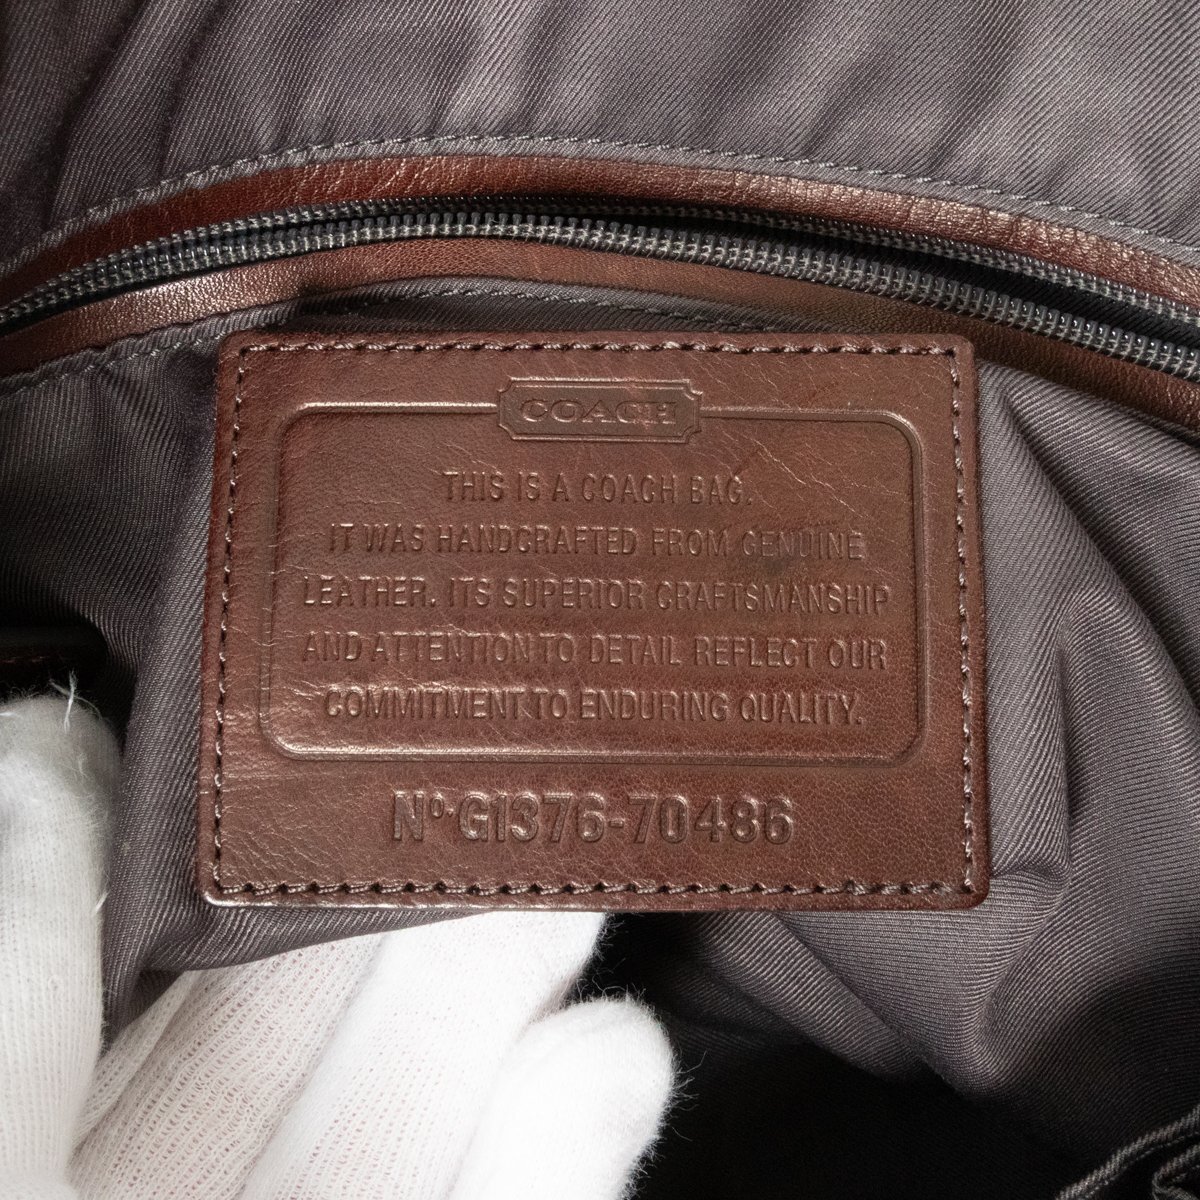 COACH
THIS IS A COACH BAG.
IT WAS HANDCRAFTED FROM GENUINE
LEATHER. ITS SUPERIOR CRAFTSMANSHIP
AND ATTENTION TO DETAIL REFLECT OUR
COMMITMENT TO ENDURING QUALITY.
Nº. G1376-70486